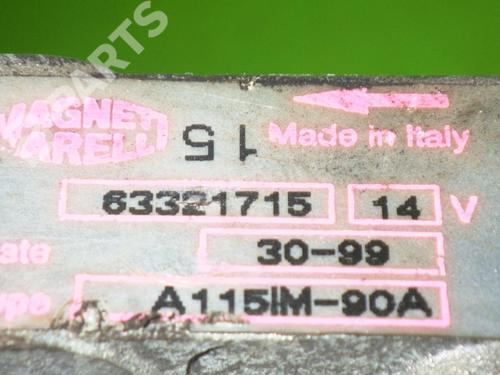 PARTS
MAGNETI
MARELLI
15
Made in Italy
63321715 14 V
ate 30-99
ype A115IM-90A